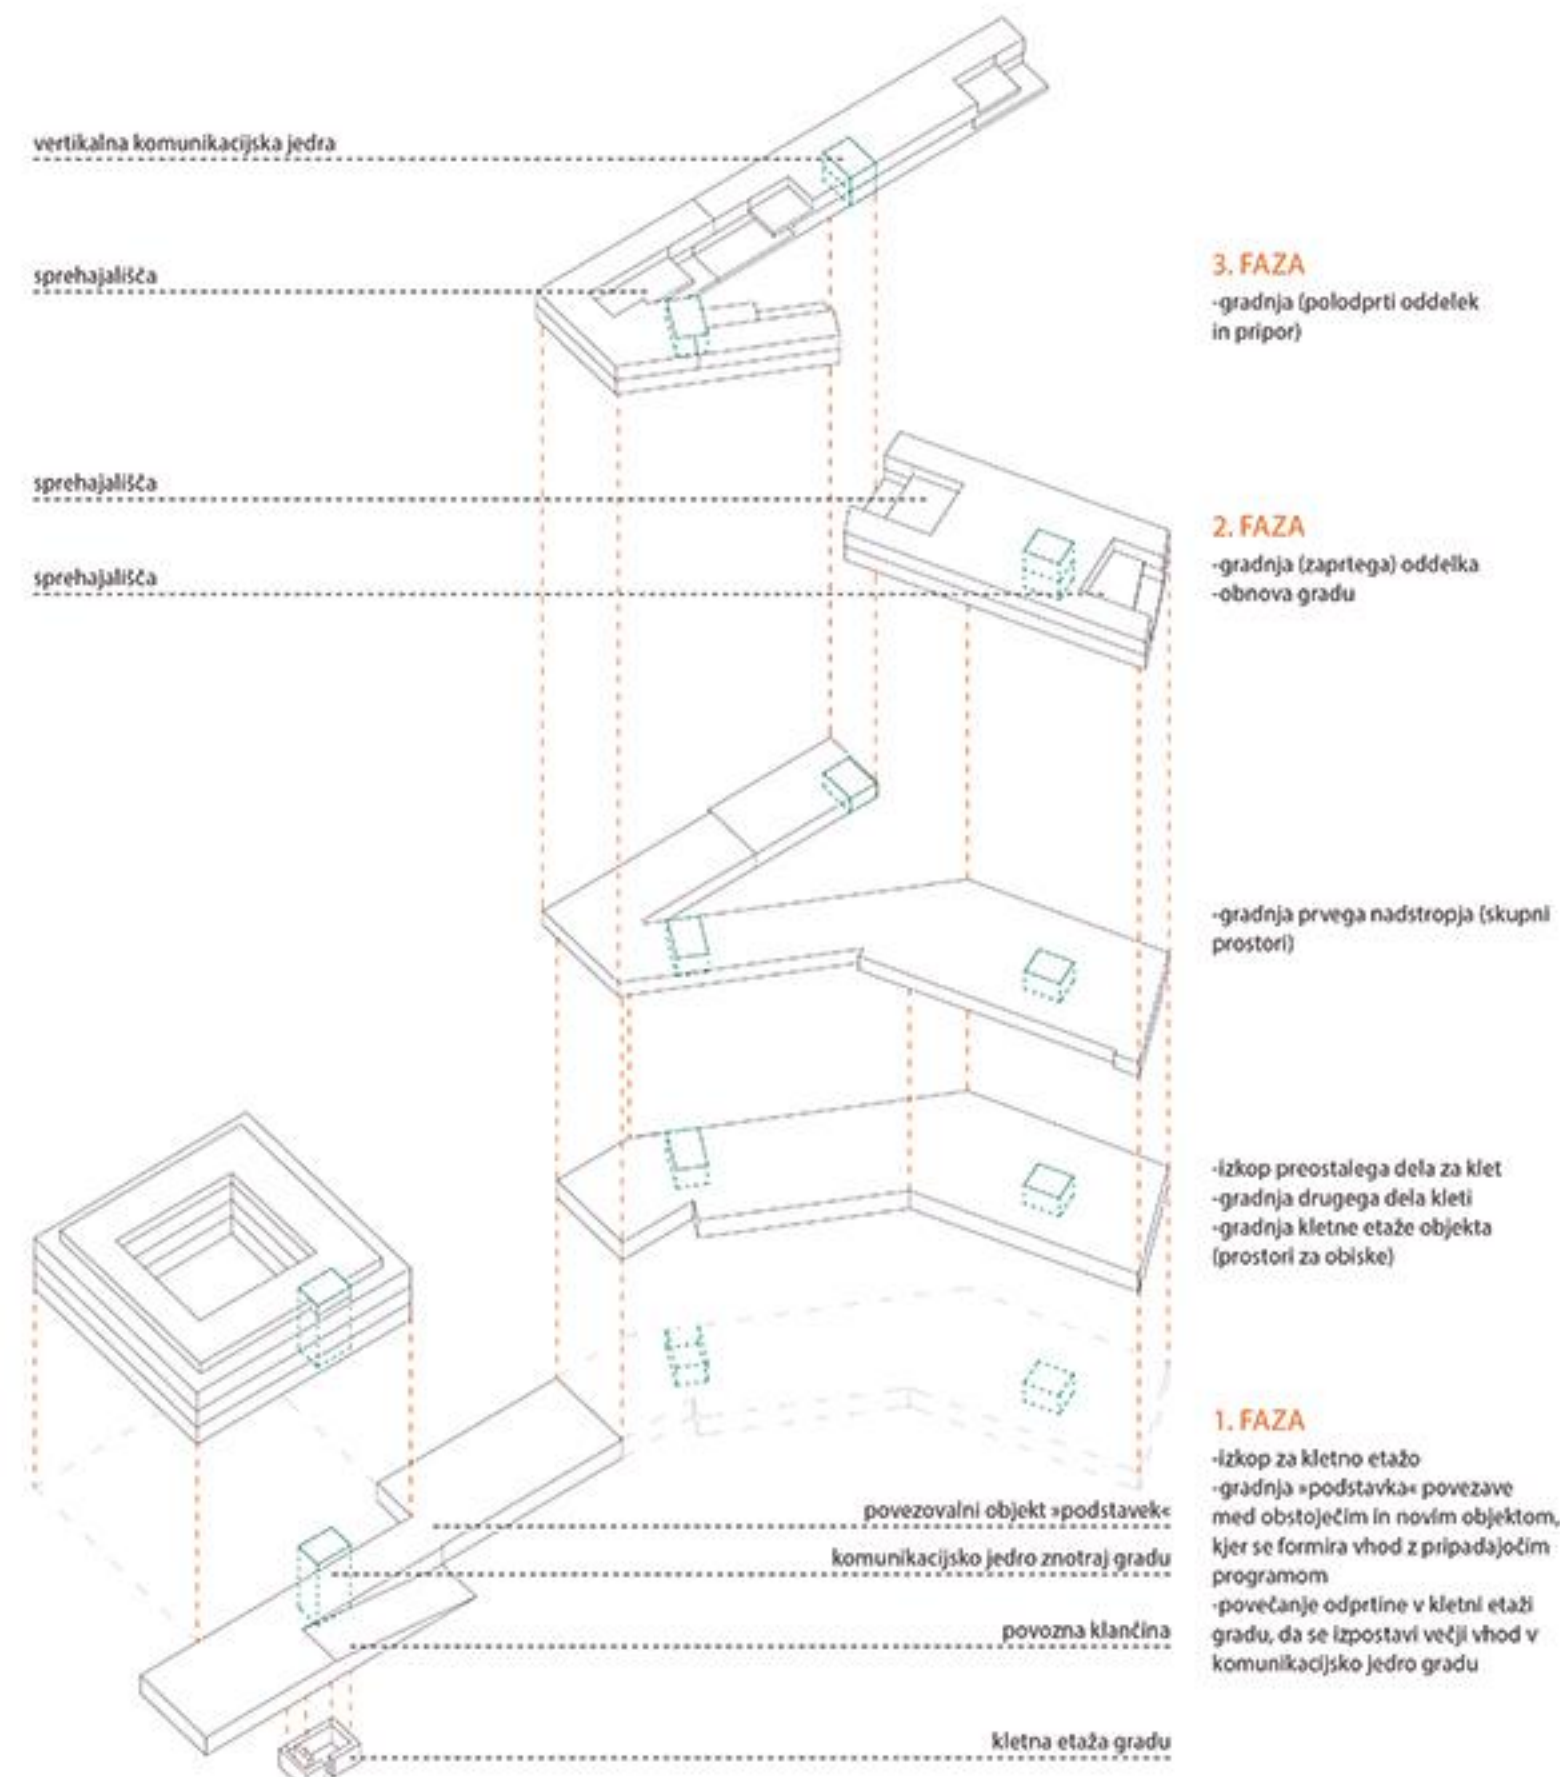 vertikalna komunikacijska jedra
sprehajališča
3. FAZA
-gradnja (polodprti oddelek
in pripor)
sprehajališča
sprehajališča
2. FAZA
-gradnja (zaprtega) oddelka
-obnova gradu
-gradnja prvega nadstropja (skupni
prostori)
-izkop preostalega dela za klet
-gradnja drugega dela kleti
-gradnja kletne etaže objekta
(prostori za obiske)
1. FAZA
-izkop za kletno etažo
-gradnja »podstavka« povezave
med obstoječim in novim objektom,
kjer se formira vhod z pripadajočim
programom
-povečanje odprtine v kletni etaži
gradu, da se izpostavi večji vhod v
komunikacijsko jedro gradu
povezovalni objekt »podstavek«
komunikacijsko jedro znotraj gradu
povozna klančina
kletna etaža gradu